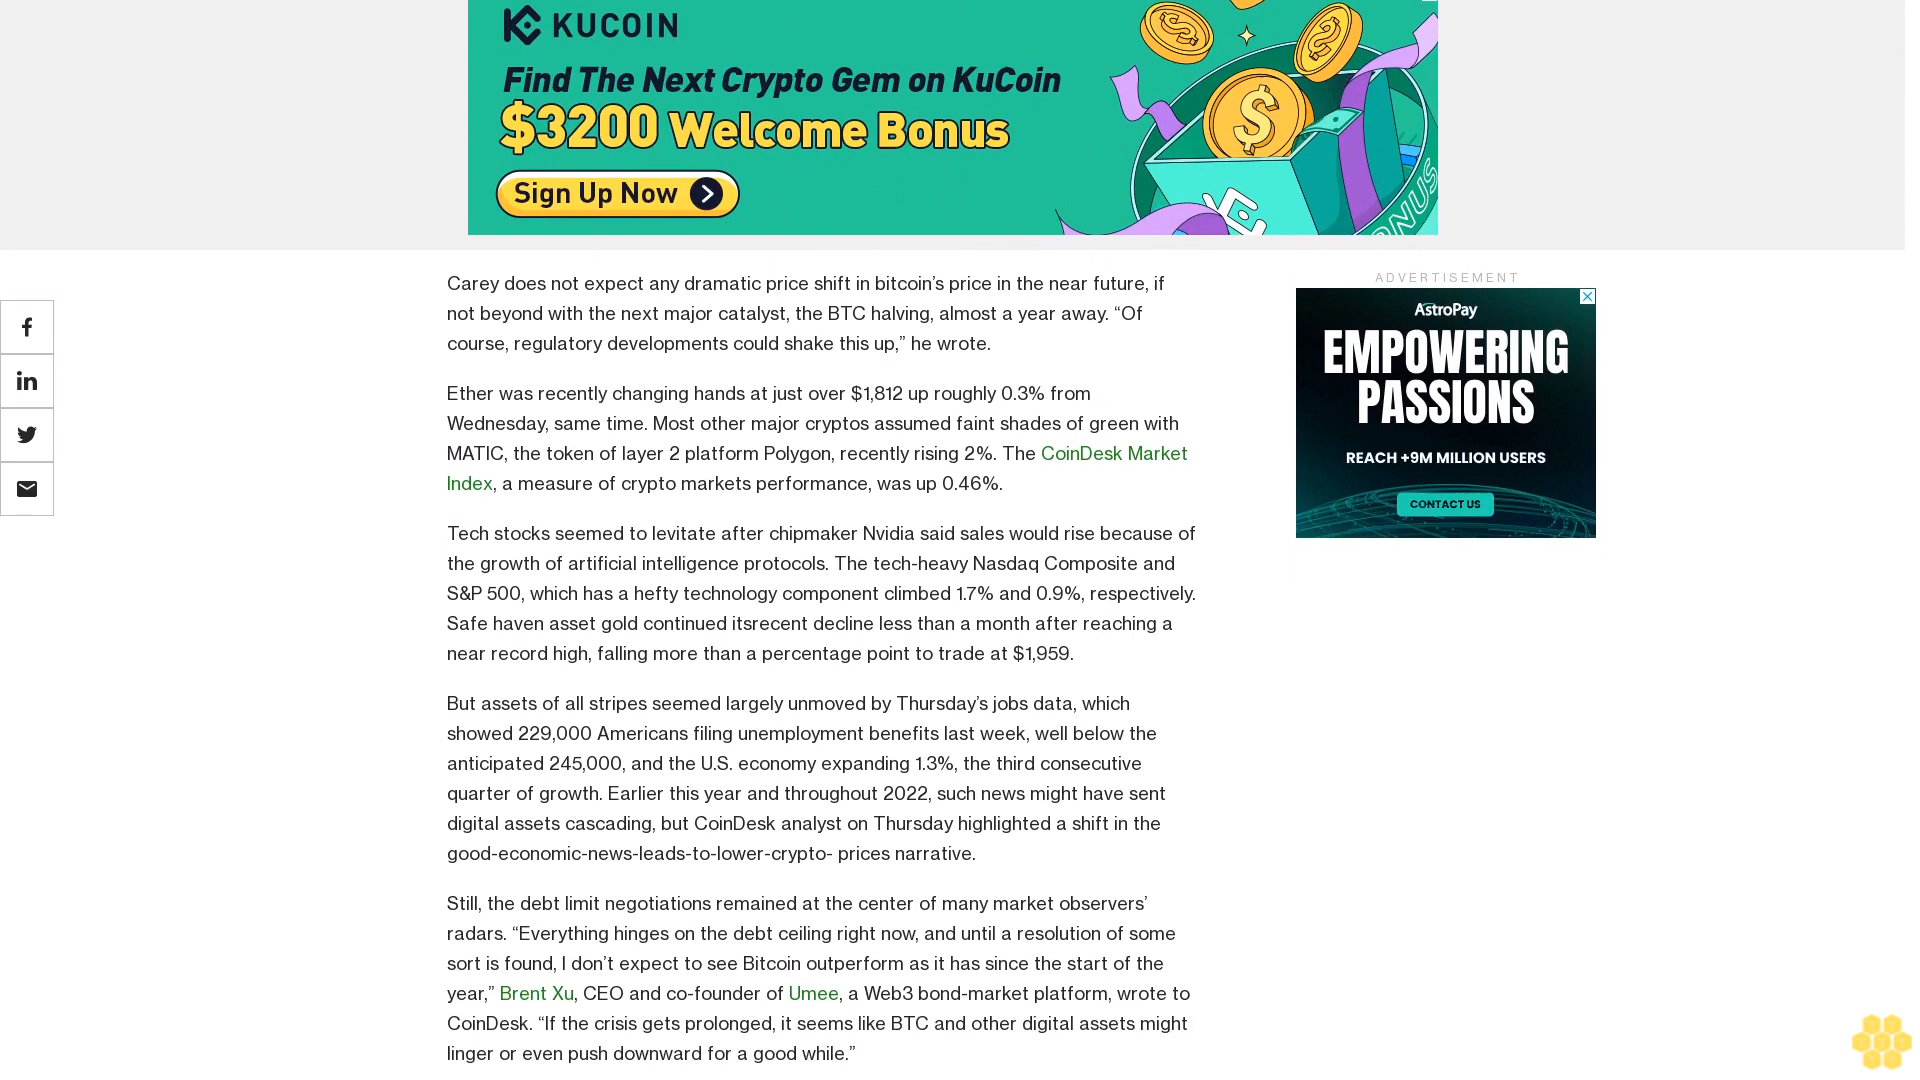 KUCOIN
Find The Next Crypto Gem on KuCoin
$3200 Welcome Bonus
Sign Up Now
Carey does not expect any dramatic price shift in bitcoin’s price in the near future, if
not beyond with the next major catalyst, the BTC halving, almost a year away. “Of
course, regulatory developments could shake this up,” he wrote.
Ether was recently changing hands at just over $1,812 up roughly 0.3% from
Wednesday, same time. Most other major cryptos assumed faint shades of green with
MATIC, the token of layer 2 platform Polygon, recently rising 2%. The CoinDesk Market
Index, a measure of crypto markets performance, was up 0.46%.
Tech stocks seemed to levitate after chipmaker Nvidia said sales would rise because of
the growth of artificial intelligence protocols. The tech-heavy Nasdaq Composite and
S&P 500, which has a hefty technology component climbed 1.7% and 0.9%, respectively.
Safe haven asset gold continued itsrecent decline less than a month after reaching a
near record high, falling more than a percentage point to trade at $1,959.
But assets of all stripes seemed largely unmoved by Thursday’s jobs data, which
showed 229,000 Americans filing unemployment benefits last week, well below the
anticipated 245,000, and the U.S. economy expanding 1.3%, the third consecutive
quarter of growth. Earlier this year and throughout 2022, such news might have sent
digital assets cascading, but CoinDesk analyst on Thursday highlighted a shift in the
good-economic-news-leads-to-lower-crypto- prices narrative.
Still, the debt limit negotiations remained at the center of many market observers’
radars. “Everything hinges on the debt ceiling right now, and until a resolution of some
sort is found, I don’t expect to see Bitcoin outperform as it has since the start of the
year,” Brent Xu, CEO and co-founder of Umee, a Web3 bond-market platform, wrote to
CoinDesk. “If the crisis gets prolonged, it seems like BTC and other digital assets might
linger or even push downward for a good while.”
ADVERTISEMENT
AstroPay
EMPOWERING
PASSIONS
REACH +9M MILLION USERS
CONTACT US